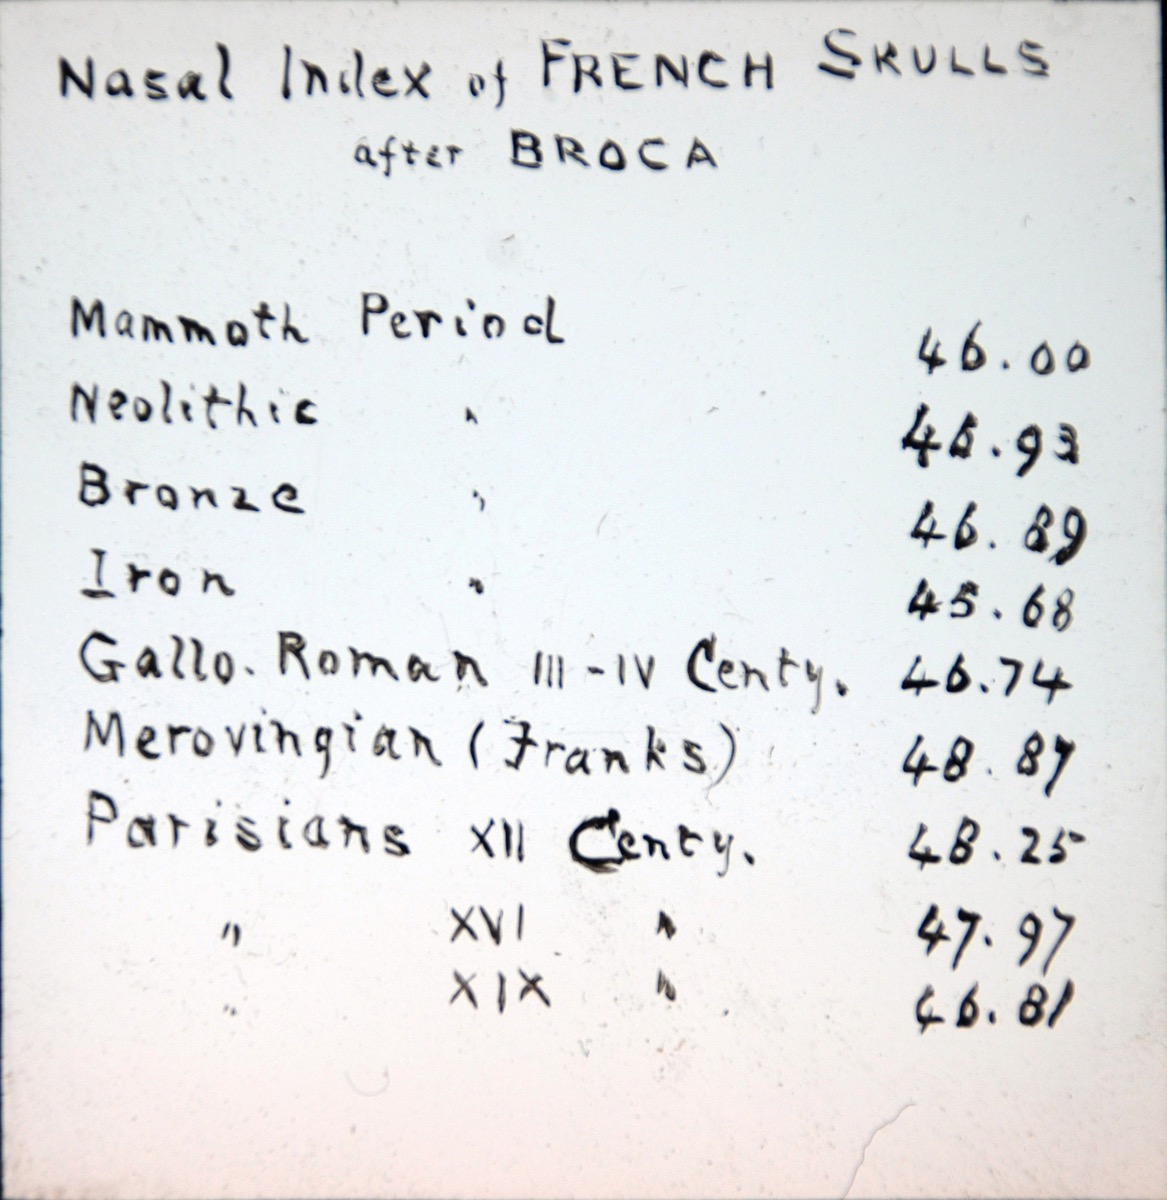 Nasal Index of FRENCH SKULLS
after BROCA
Mammoth Period 46.00
Neolithic "
Bronze " 46.89
Iron " 45.68
Gallo. Roman III-IV Centy. 46.74
Merovingian (Franks) 48.87
Parisians XII Centy. 48.25
" XVI " 47.97
" XIX " 46.81